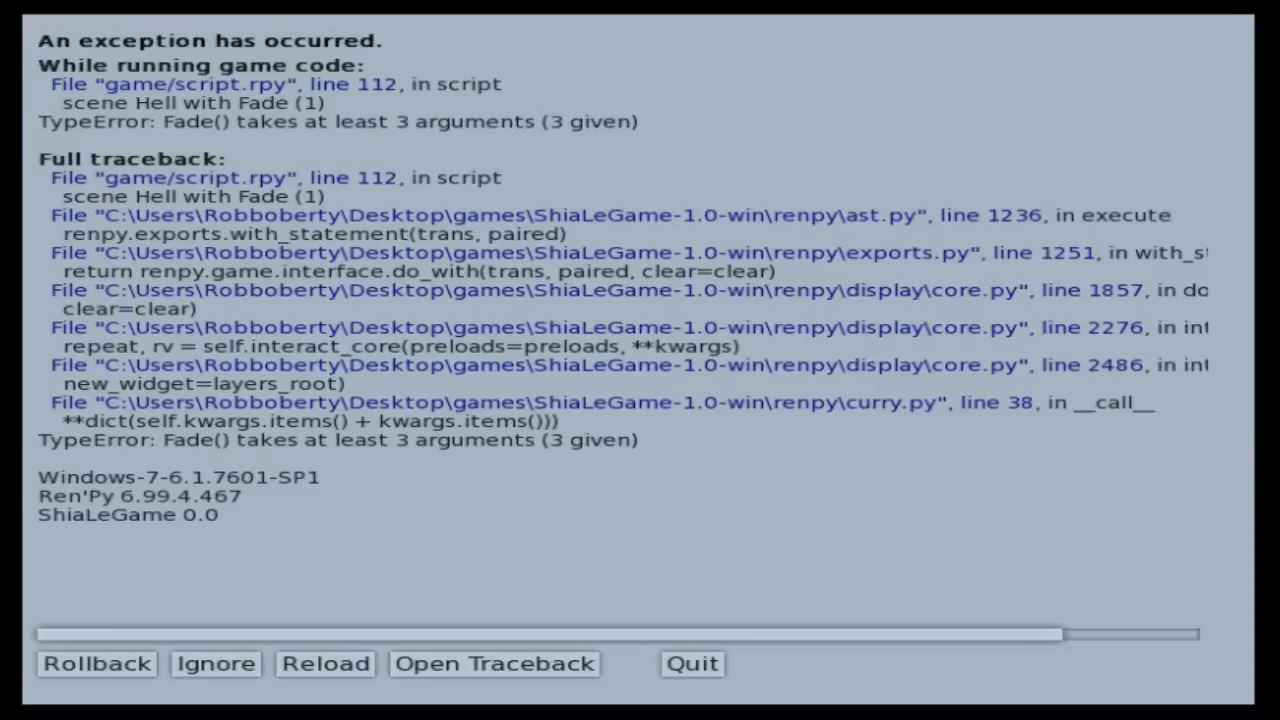 An exception has occurred.
While running game code:
File "game/script.rpy", line 112, in script
scene Hell with Fade (1)
TypeError: Fade() takes at least 3 arguments (3 given)
Full traceback:
File "game/script.rpy", line 112, in script
scene Hell with Fade (1)
File "C:\Users\Robboberty\Desktop\games\ShiaLeGame-1.0-win\renpy\ast.py", line 1236, in execute
renpy.exports.with_statement(trans, paired)
File "C:\Users\Robboberty\Desktop\games\ShiaLeGame-1.0-win\renpy\exports.py", line 1251, in with_st
return renpy.game.interface.do_with(trans, paired, clear=clear)
File "C:\Users\Robboberty\Desktop\games\ShiaLeGame-1.0-win\renpy\display\core.py", line 1857, in do
clear=clear)
File "C:\Users\Robboberty\Desktop\games\ShiaLeGame-1.0-win\renpy\display\core.py", line 2276, in int
repeat, rv = self.interact_core(preloads=preloads, **kwargs)
File "C:\Users\Robboberty\Desktop\games\ShiaLeGame-1.0-win\renpy\display\core.py", line 2486, in int
new_widget=layers_root)
File "C:\Users\Robboberty\Desktop\games\ShiaLeGame-1.0-win\renpy\curry.py", line 38, in __call__
**dict(self.kwargs.items() + kwargs.items()))
TypeError: Fade() takes at least 3 arguments (3 given)
Windows-7-6.1.7601-SP1
Ren'Py 6.99.4.467
ShiaLeGame 0.0
Rollback Ignore Reload Open Traceback Quit